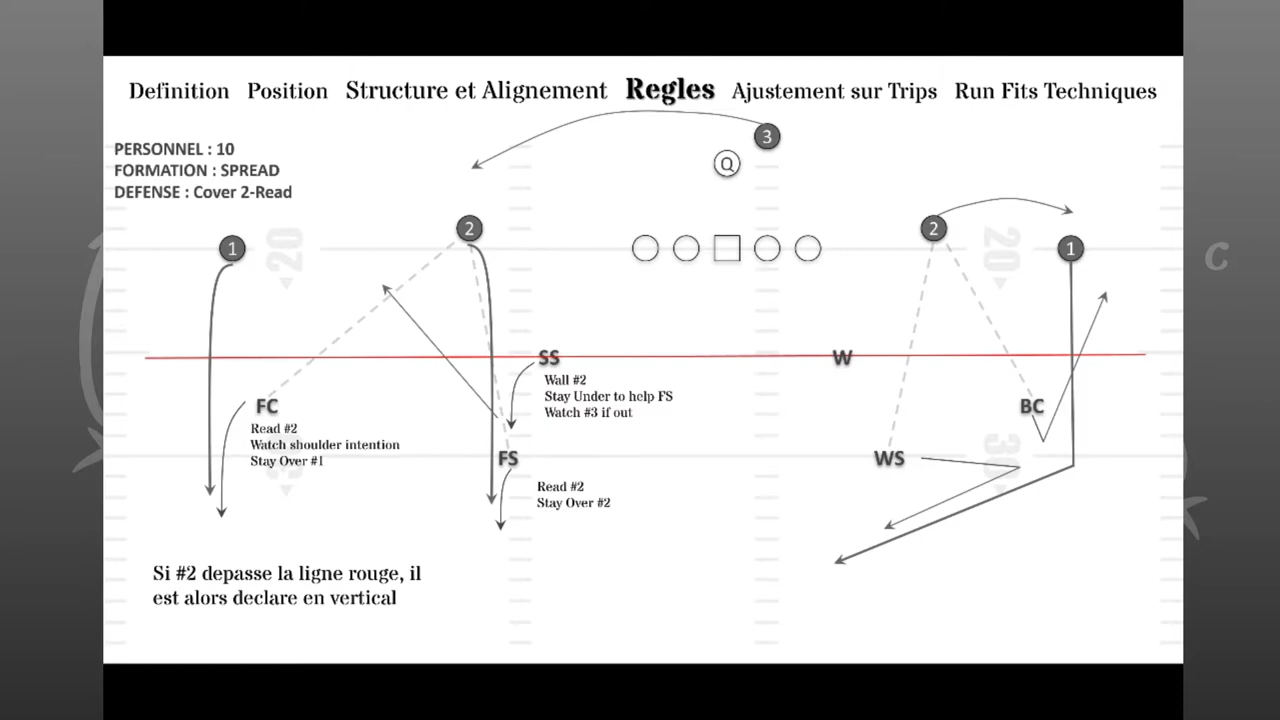 Definition Position Structure et Alignement Regles Ajustement sur Trips Run Fits Techniques
3
PERSONNEL : 10
FORMATION : SPREAD
DEFENSE : Cover 2-Read
Q
2
2
1
20
20
1
C
SS
W
Wall #2
Stay Under to help FS
Watch #3 if out
FC
BC
Read #2
Watch shoulder intention
Stay Over #1
30
FS
WS
30
Read #2
Stay Over #2
Si #2 depasse la ligne rouge, il
est alors declare en vertical